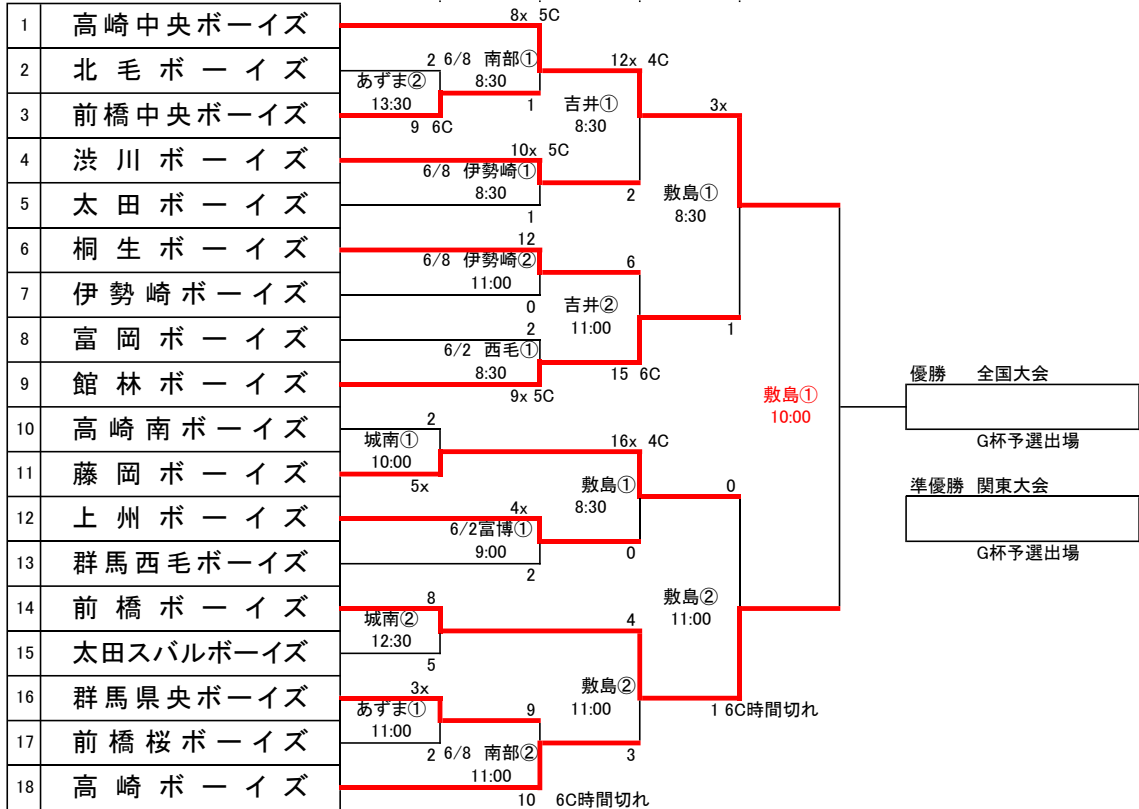 1 高崎中央ボーイズ
2 北毛ボーイズ
3 前橋中央ボーイズ
4 渋川ボーイズ
5 太田ボーイズ
6 桐生ボーイズ
7 伊勢崎ボーイズ
8 富岡ボーイズ
9 館林ボーイズ
10 高崎南ボーイズ
11 藤岡ボーイズ
12 上州ボーイズ
13 群馬西毛ボーイズ
14 前橋ボーイズ
15 太田スバルボーイズ
16 群馬県央ボーイズ
17 前橋桜ボーイズ
18 高崎ボーイズ
2
あずま②
13:30
9 6C
2
城南①
10:00
5x
8
城南②
12:30
5
3x
あずま①
11:00
2
8x 5C
6/8 南部①
8:30
1
10x 5C
6/8 伊勢崎①
8:30
1
12
6/8 伊勢崎②
11:00
0
2
6/2 西毛①
8:30
9x 5C
4x
6/2富博①
9:00
2
9
6/8 南部②
11:00
10 6C時間切れ
12x 4C
吉井①
8:30
2
6
吉井②
11:00
15 6C
16x 4C
敷島①
8:30
0
4
敷島②
11:00
3
3x
敷島①
8:30
1
0
敷島②
11:00
1 6C時間切れ
敷島①
10:00
優勝 全国大会
G杯予選出場
準優勝 関東大会
G杯予選出場